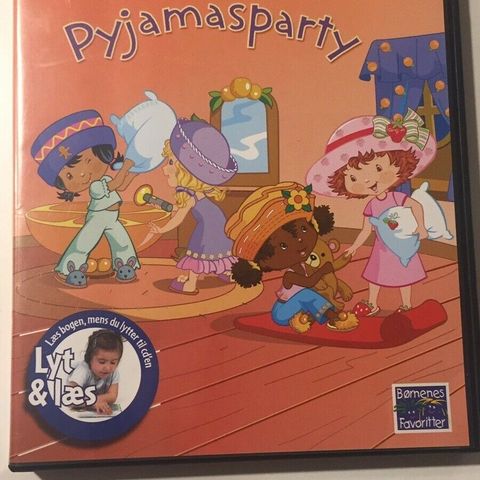 Pyjamasparty
Læs bogen, mens du lytter til cd'en
Lyt
& læs
Børnenes
Favoritter